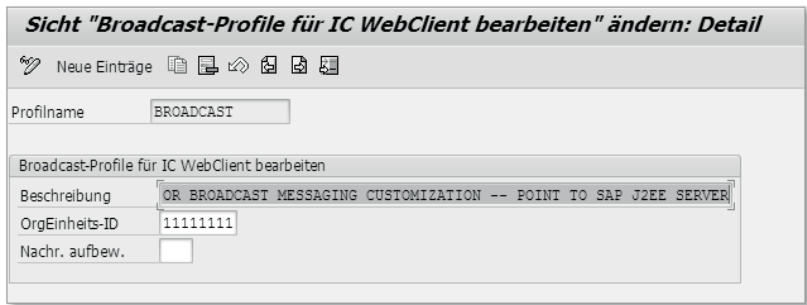 Sicht "Broadcast-Profile für IC WebClient bearbeiten" ändern: Detail
Neue Einträge
Profilname BROADCAST
Broadcast-Profile für IC WebClient bearbeiten
Beschreibung OR BROADCAST MESSAGING CUSTOMIZATION -- POINT TO SAP J2EE SERVER
OrgEinheits-ID 11111111
Nachr. aufbew.